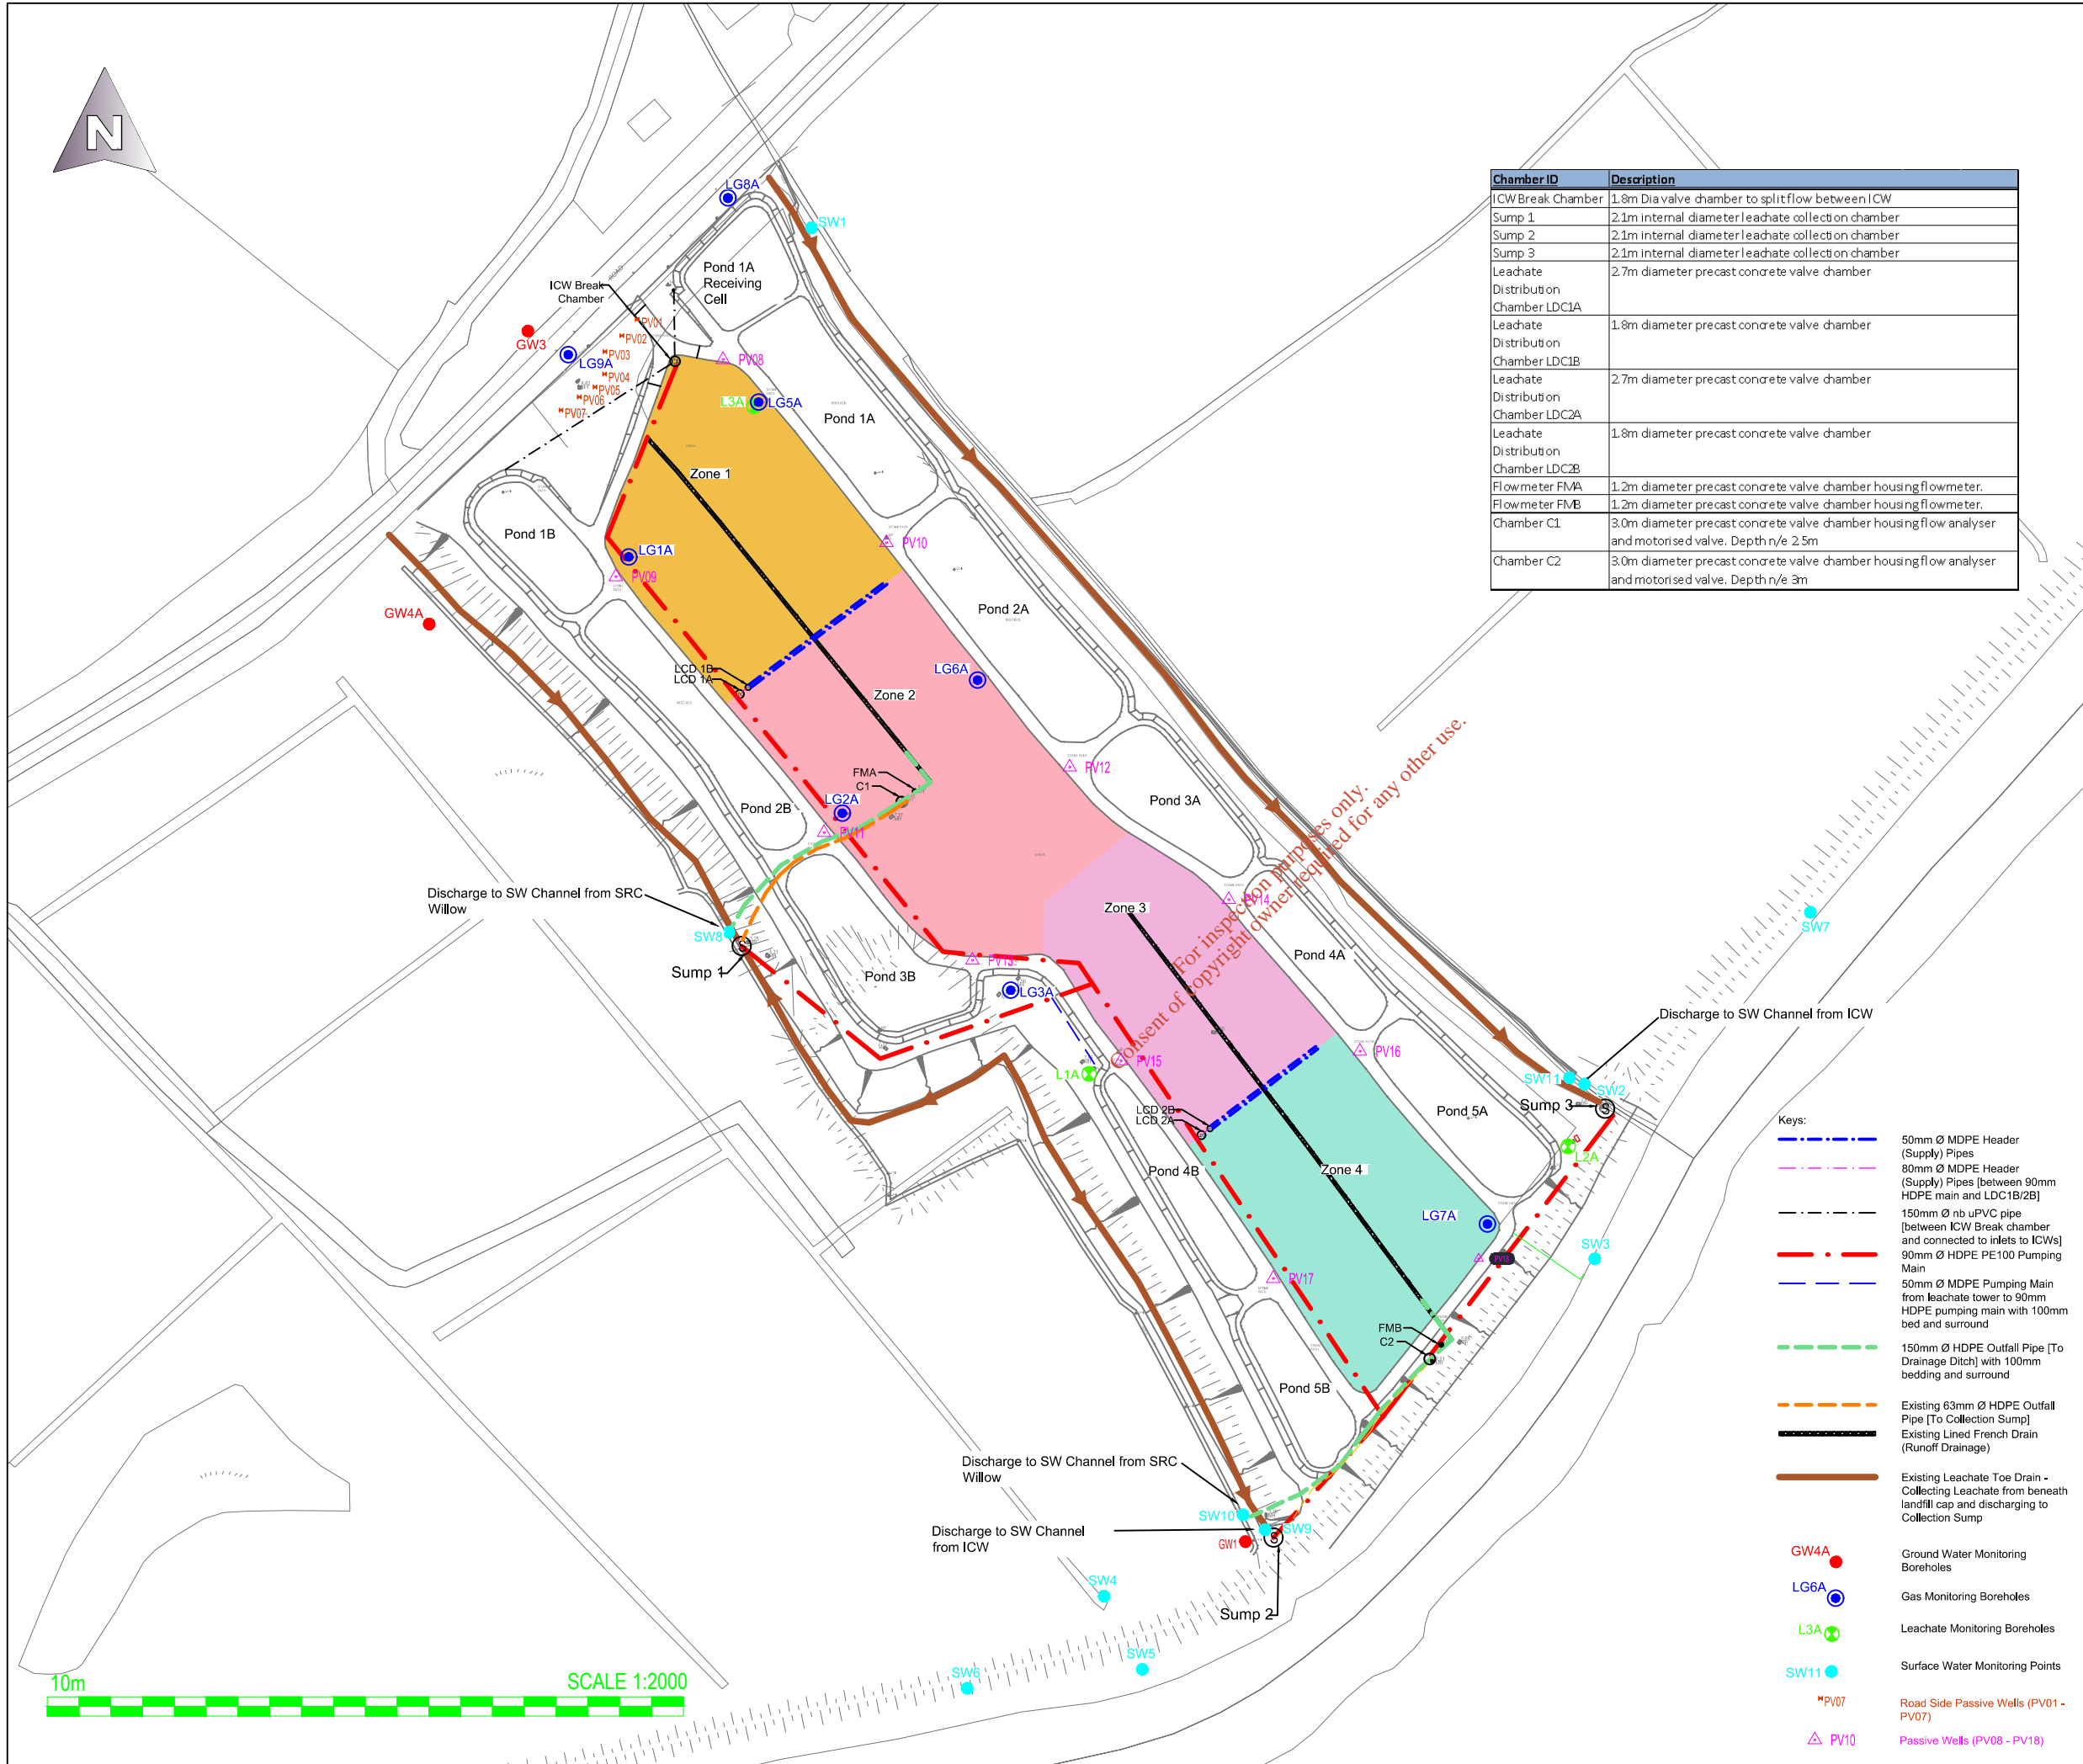 N
LG8A
SW1
Pond 1A
Receiving
Cell
ICW Break
Chamber
PV01
PV02
PV03
PV04
PV05
PV06
PV07
GW3
LG9A
PV08
L3A
LG5A
Pond 1A
Zone 1
Pond 1B
LG1A
PV09
PV10
GW4A
Pond 2A
LCD 1B
LCD 1A
LG6A
Zone 2
FMA
C1
LG2A
Pond 2B
PV11
PV12
Pond 3A
Discharge to SW Channel from SRC
Willow
SW8
Sump 1
Pond 3B
PV13
LG3A
Zone 3
PV14
Pond 4A
SW7
For inspection purposes only.
Consent of copyright owner required for any other use.
Discharge to SW Channel from ICW
L1A
PV15
PV16
SW11
SW2
Sump 3
L2A
LCD 2B
LCD 2A
Pond 5A
Pond 4B
Zone 4
LG7A
PV18
SW3
PV17
FMB
C2
Pond 5B
Discharge to SW Channel from SRC
Willow
SW10
SW9
Discharge to SW Channel
from ICW
GW1
Sump 2
SW4
SW5
SW6
10m
SCALE 1:2000
Chamber ID Description
ICW Break Chamber 1.8m Dia valve chamber to split flow between ICW
Sump 1 2.1m internal diameter leachate collection chamber
Sump 2 2.1m internal diameter leachate collection chamber
Sump 3 2.1m internal diameter leachate collection chamber
Leachate 2.7m diameter precast concrete valve chamber
Distribution
Chamber LDC1A
Leachate 1.8m diameter precast concrete valve chamber
Distribution
Chamber LDC1B
Leachate 2.7m diameter precast concrete valve chamber
Distribution
Chamber LDC2A
Leachate 1.8m diameter precast concrete valve chamber
Distribution
Chamber LDC2B
Flowmeter FMA 1.2m diameter precast concrete valve chamber housing flowmeter.
Flowmeter FMB 1.2m diameter precast concrete valve chamber housing flowmeter.
Chamber C1 3.0m diameter precast concrete valve chamber housing flow analyser
and motorised valve. Depth n/e 2.5m
Chamber C2 3.0m diameter precast concrete valve chamber housing flow analyser
and motorised valve. Depth n/e 3m
Keys:
50mm Ø MDPE Header
(Supply) Pipes
80mm Ø MDPE Header
(Supply) Pipes [between 90mm
HDPE main and LDC1B/2B]
150mm Ø nb uPVC pipe
[between ICW Break chamber
and connected to inlets to ICWs]
90mm Ø HDPE PE100 Pumping
Main
50mm Ø MDPE Pumping Main
from leachate tower to 90mm
HDPE pumping main with 100mm
bed and surround
150mm Ø HDPE Outfall Pipe [To
Drainage Ditch] with 100mm
bedding and surround
Existing 63mm Ø HDPE Outfall
Pipe [To Collection Sump]
Existing Lined French Drain
(Runoff Drainage)
Existing Leachate Toe Drain -
Collecting Leachate from beneath
landfill cap and discharging to
Collection Sump
GW4A Ground Water Monitoring
Boreholes
LG6A Gas Monitoring Boreholes
L3A Leachate Monitoring Boreholes
SW11 Surface Water Monitoring Points
PV07 Road Side Passive Wells (PV01 -
PV07)
PV10 Passive Wells (PV08 - PV18)